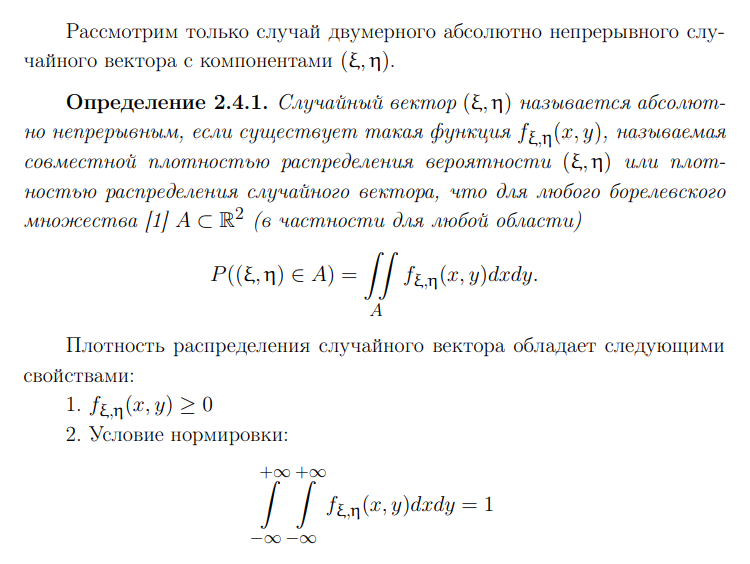 Рассмотрим только случай двумерного абсолютно непрерывного слу-
чайного вектора с компонентами (ξ, η).
Определение 2.4.1. Случайный вектор (ξ, η) называется абсолют-
но непрерывным, если существует такая функция f_{ξ,η}(x, y), называемая
совместной плотностью распределения вероятности (ξ, η) или плот-
ностью распределения случайного вектора, что для любого борелевского
множества [1] A ⊂ ℝ² (в частности для любой области)
P((ξ, η) ∈ A) = ∬_A f_{ξ,η}(x, y)dxdy.
Плотность распределения случайного вектора обладает следующими
свойствами:
1. f_{ξ,η}(x, y) ≥ 0
2. Условие нормировки:
∫_{−∞}^{+∞} ∫_{−∞}^{+∞} f_{ξ,η}(x, y)dxdy = 1